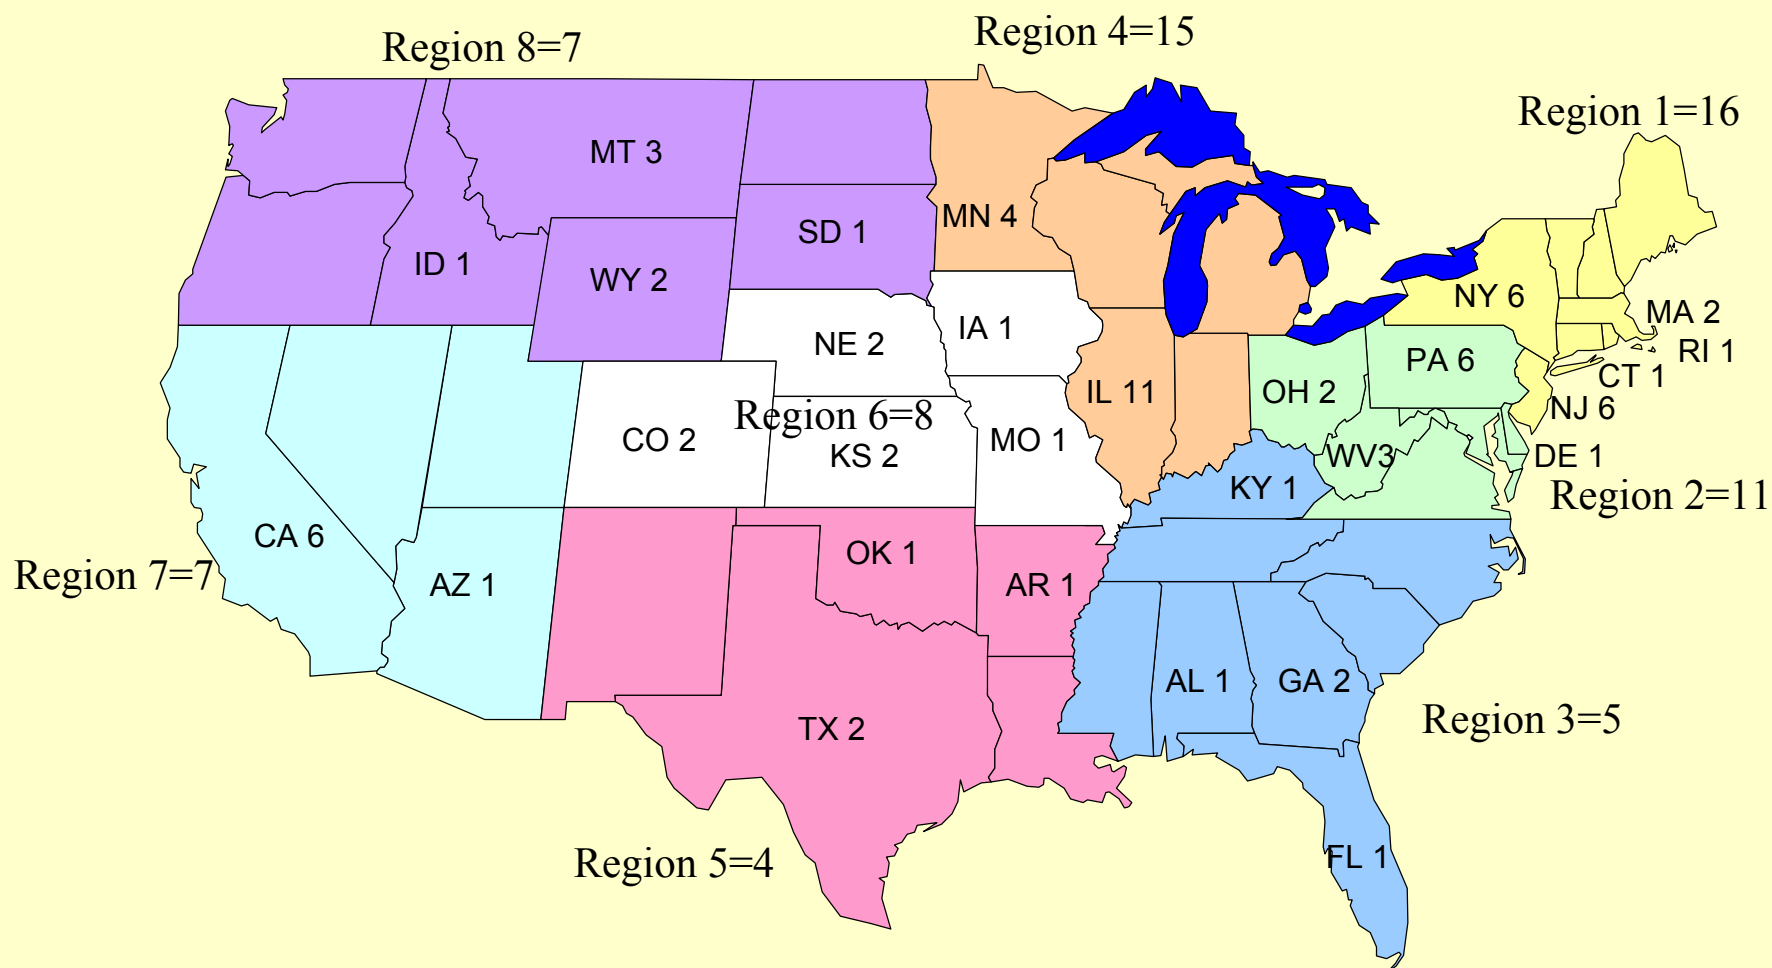 Region 4=15
Region 8=7
Region 1=16
MT 3
MN 4
SD 1
ID 1
WY 2
NY 6
MA 2
IA 1
NE 2
RI 1
PA 6
CT 1
OH 2
IL 11
NJ 6
Region 6=8
CO 2
MO 1
KS 2
WV3
DE 1
KY 1
Region 2=11
CA 6
OK 1
Region 7=7
AZ 1
AR 1
AL 1
GA 2
Region 3=5
TX 2
FL 1
Region 5=4